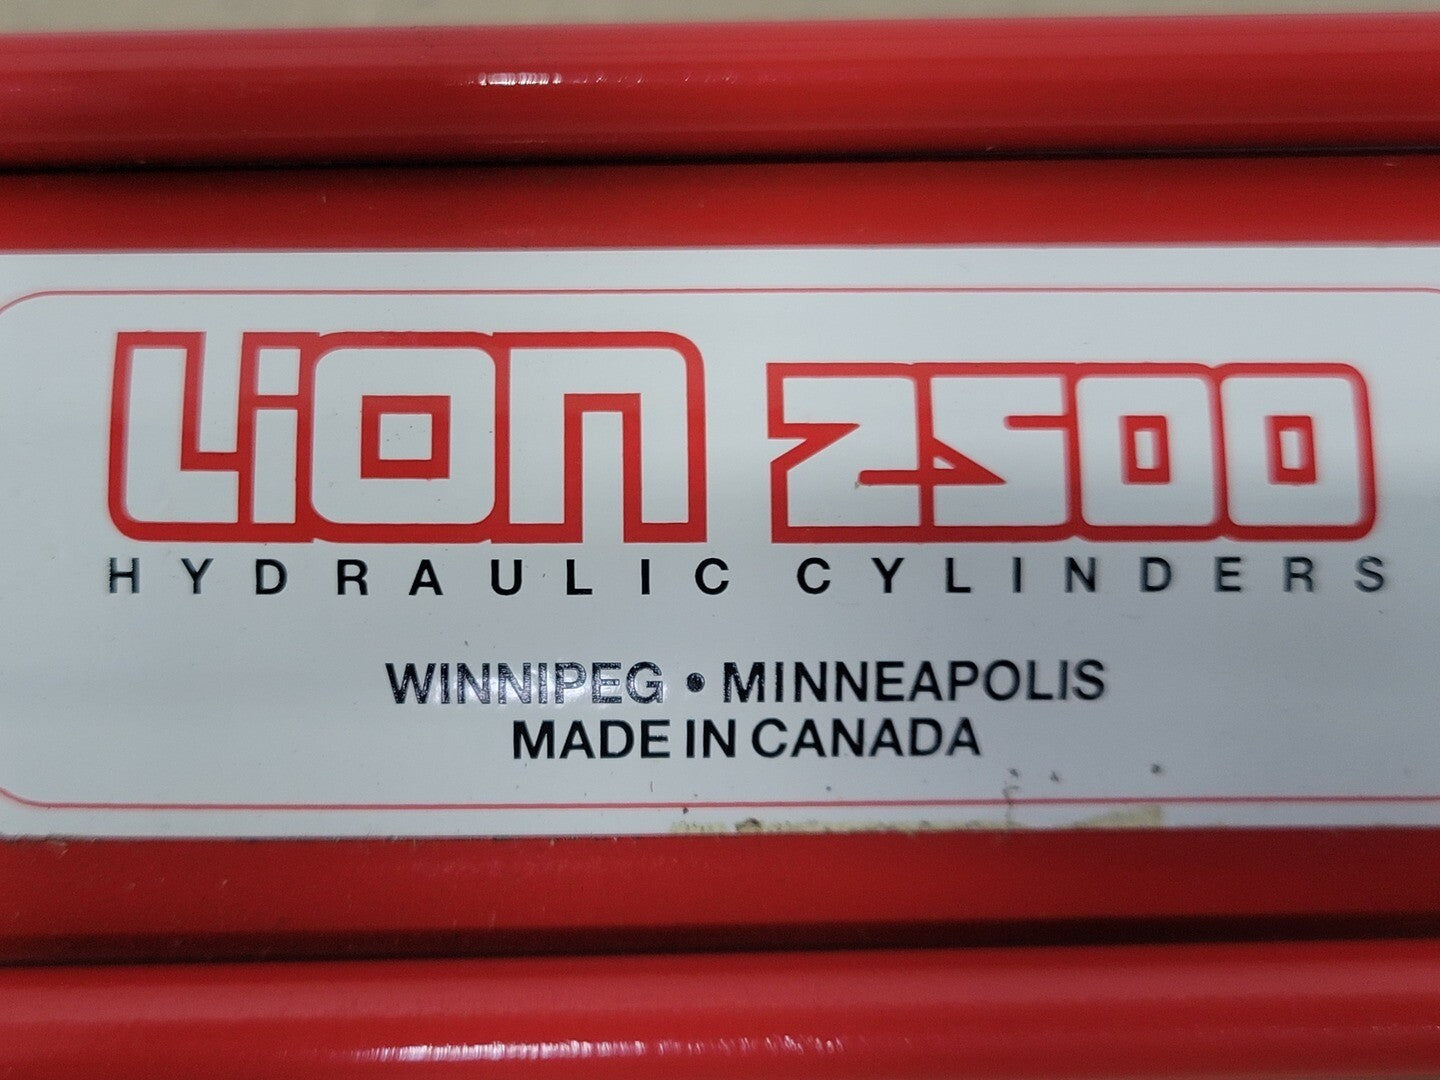 Lion 2500
HYDRAULIC CYLINDERS
WINNIPEG • MINNEAPOLIS
MADE IN CANADA